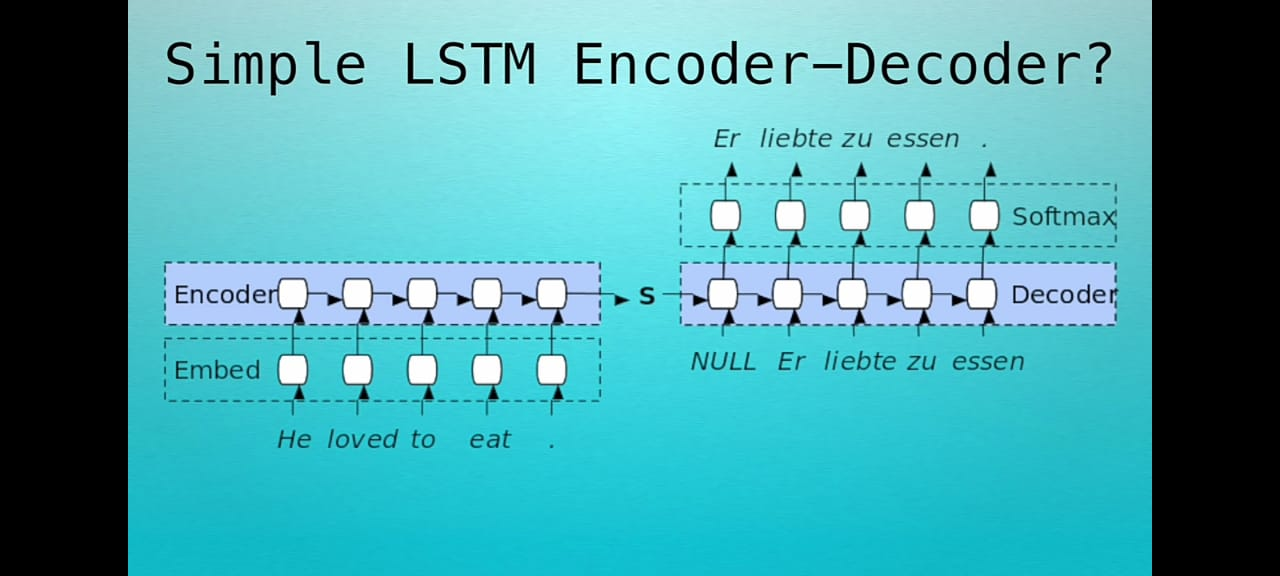 Simple LSTM Encoder–Decoder?
Er liebte zu essen .
Softmax
Encoder
S
Decoder
NULL Er liebte zu essen
Embed
He loved to eat .